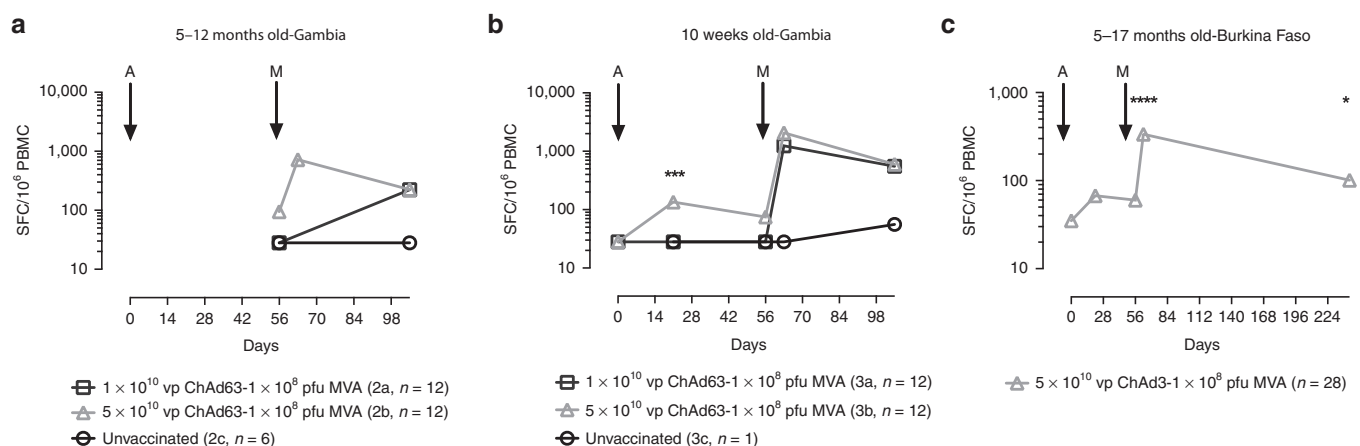 a
5–12 months old-Gambia
A
M
10,000
1,000
100
10
SFC/10⁶ PBMC
0 14 28 42 56 70 84 98
Days
1 × 10¹⁰ vp ChAd63-1 × 10⁸ pfu MVA (2a, n = 12)
5 × 10¹⁰ vp ChAd63-1 × 10⁸ pfu MVA (2b, n = 12)
Unvaccinated (2c, n = 6)
b
10 weeks old-Gambia
A
M
10,000
1,000
100
10
SFC/10⁶ PBMC
***
0 14 28 42 56 70 84 98
Days
1 × 10¹⁰ vp ChAd63-1 × 10⁸ pfu MVA (3a, n = 12)
5 × 10¹⁰ vp ChAd63-1 × 10⁸ pfu MVA (3b, n = 12)
Unvaccinated (3c, n = 1)
c
5–17 months old-Burkina Faso
A
M
1,000
100
10
SFC/10⁶ PBMC
**** *
0 28 56 84 112 140 168 196 224
Days
5 × 10¹⁰ vp ChAd3-1 × 10⁸ pfu MVA (n = 28)